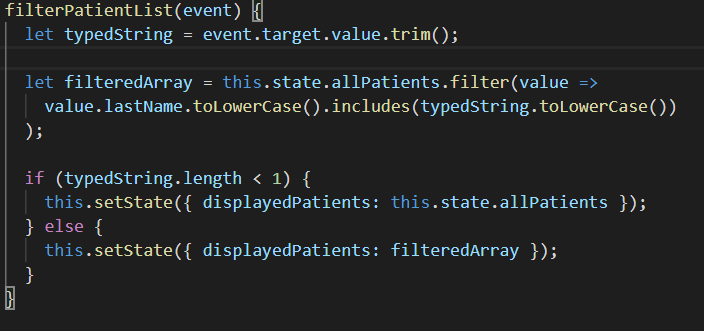 filterPatientList(event) {
let typedString = event.target.value.trim();
let filteredArray = this.state.allPatients.filter(value =>
value.lastName.toLowerCase().includes(typedString.toLowerCase())
);
if (typedString.length < 1) {
this.setState({ displayedPatients: this.state.allPatients });
} else {
this.setState({ displayedPatients: filteredArray });
}
}